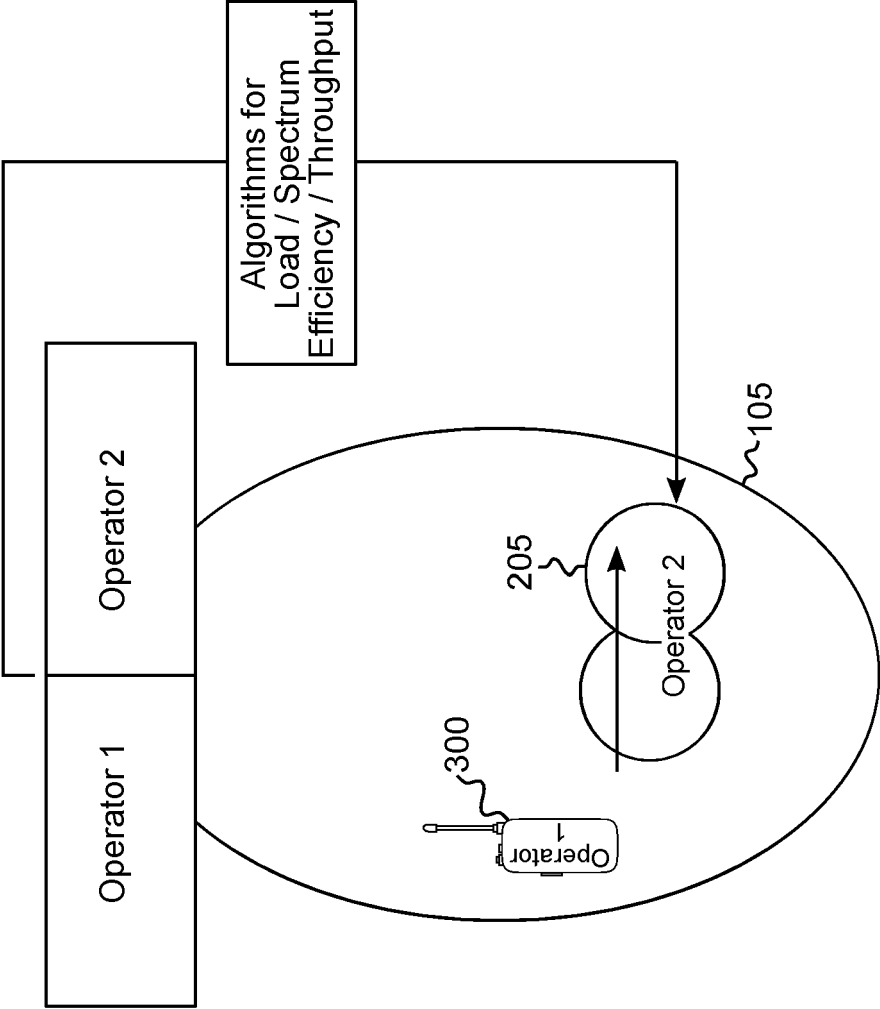 Operator 1
Operator 2
Algorithms for
Load / Spectrum
Efficiency / Throughput
300
Operator
1
205
Operator 2
105